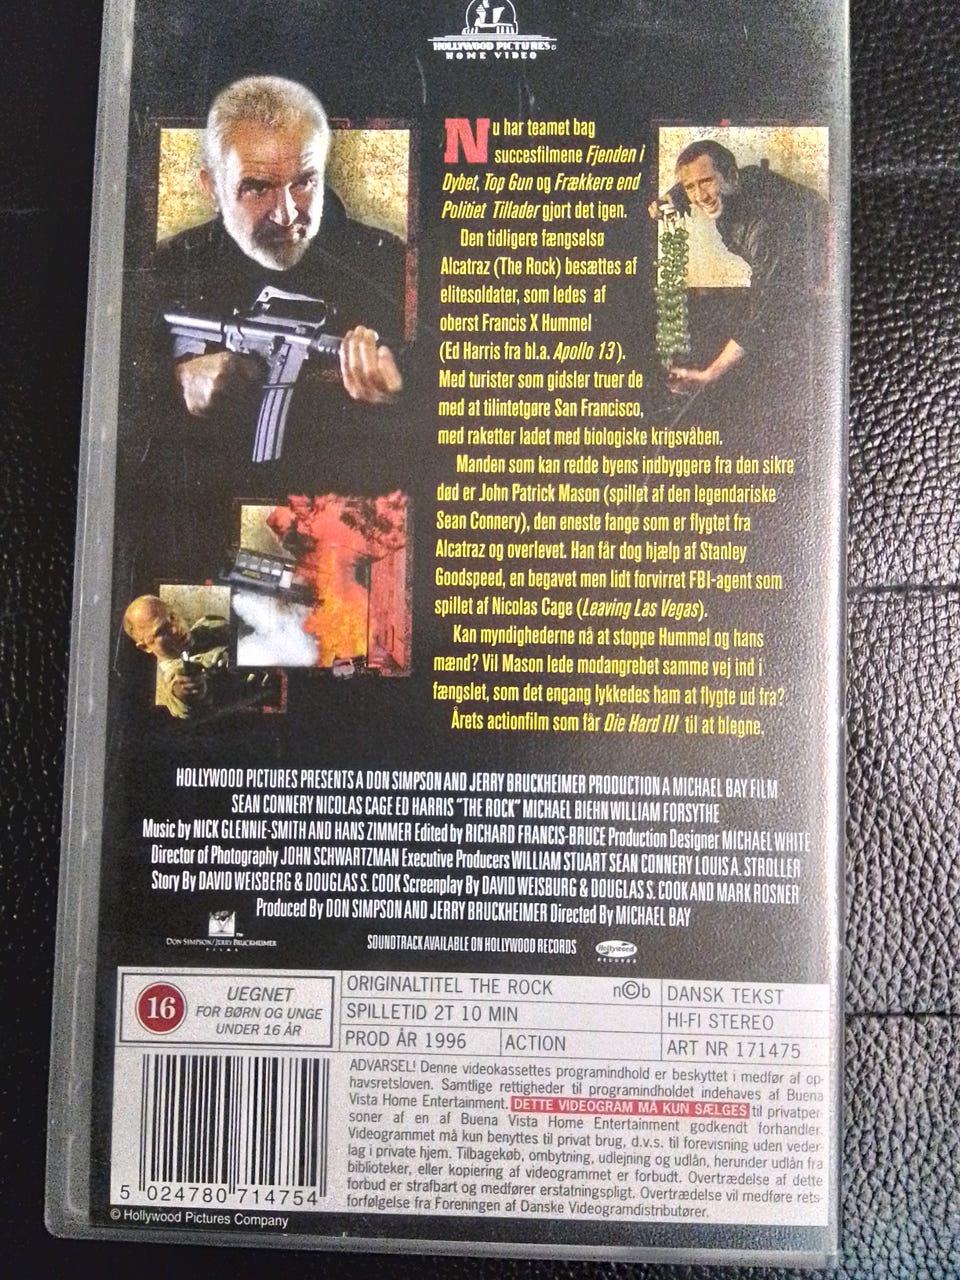 HOLLYWOOD PICTURES
HOME VIDEO
Nu har teamet bag
succesfilmene Fjenden i
Dybet, Top Gun og Frækkere end
Politiet Tillader gjort det igen.
Den tidligere fængselsø
Alcatraz (The Rock) besættes af
elitesoldater, som ledes af
oberst Francis X Hummel
(Ed Harris fra bl.a. Apollo 13).
Med turister som gidsler truer de
med at tilintetgøre San Francisco,
med raketter ladet med biologiske krigsvåben.
Manden som kan redde byens indbyggere fra den sikre
død er John Patrick Mason (spillet af den legendariske
Sean Connery), den eneste fange som er flygtet fra
Alcatraz og overlevet. Han får dog hjælp af Stanley
Goodspeed, en begavet men lidt forvirret FBI-agent som
spillet af Nicolas Cage (Leaving Las Vegas).
Kan myndighederne nå at stoppe Hummel og hans
mænd? Vil Mason lede modangrebet samme vej ind i
fængslet, som det engang lykkedes ham at flygte ud fra?
Årets actionfilm som får Die Hard III til at blegne.
HOLLYWOOD PICTURES PRESENTS A DON SIMPSON AND JERRY BRUCKHEIMER PRODUCTION A MICHAEL BAY FILM
SEAN CONNERY NICOLAS CAGE ED HARRIS "THE ROCK" MICHAEL BIEHN WILLIAM FORSYTHE
Music by NICK GLENNIE-SMITH AND HANS ZIMMER Edited by RICHARD FRANCIS-BRUCE Production Designer MICHAEL WHITE
Director of Photography JOHN SCHWARTZMAN Executive Producers WILLIAM STUART SEAN CONNERY LOUIS A. STROLLER
Story By DAVID WEISBERG & DOUGLAS S. COOK Screenplay By DAVID WEISBURG & DOUGLAS S. COOK AND MARK ROSNER
Produced By DON SIMPSON AND JERRY BRUCKHEIMER Directed By MICHAEL BAY
DON SIMPSON/JERRY BRUCKHEIMER
FILMS
SOUNDTRACK AVAILABLE ON HOLLYWOOD RECORDS
Hollywood
RECORDS
16
UEGNET
FOR BØRN OG UNGE
UNDER 16 ÅR
ORIGINALTITEL THE ROCK n©b
DANSK TEKST
SPILLETID 2T 10 MIN
HI-FI STEREO
PROD ÅR 1996
ACTION
ART NR 171475
ADVARSEL! Denne videokassettes programindhold er beskyttet i medfør af op-
havsretsloven. Samtlige rettigheder til programindholdet indehaves af Buena
Vista Home Entertainment. DETTE VIDEOGRAM MÅ KUN SÆLGES til privatper-
soner af en af Buena Vista Home Entertainment godkendt forhandler.
Videogrammet må kun benyttes til privat brug, d.v.s. til forevisning uden veder-
lag i private hjem. Tilbagekøb, ombytning, udlejning og udlån, herunder udlån fra
biblioteker, eller kopiering af videogrammet er forbudt. Overtrædelse af dette
forbud er strafbart og medfører erstatningspligt. Overtrædelse vil medføre rets-
forfølgelse fra Foreningen af Danske Videogramdistributører.
5 024780 714754
© Hollywood Pictures Company